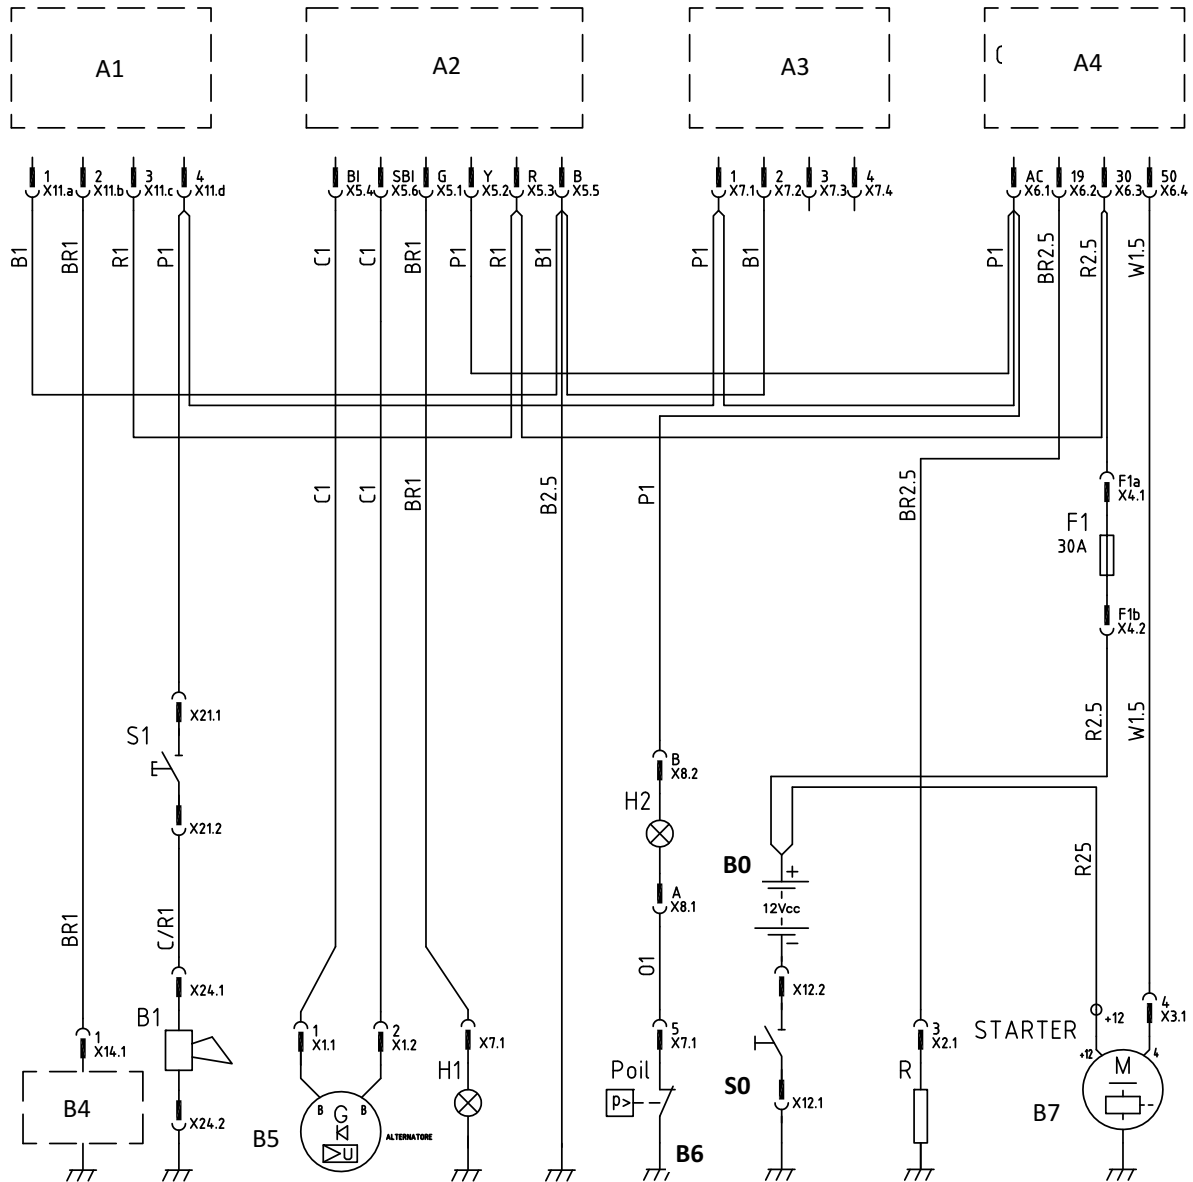 A1
A2
A3
A4
1
X11.a
2
X11.b
3
X11.c
4
X11.d
BI
X5.4
SBI
X5.6
G
X5.1
Y
X5.2
R
X5.3
B
X5.5
1
X7.1
2
X7.2
3
X7.3
4
X7.4
AC
X6.1
19
X6.2
30
X6.3
50
X6.4
B1
BR1
R1
P1
C1
C1
BR1
P1
R1
B1
P1
B1
P1
BR2.5
R2.5
W1.5
C1
C1
BR1
B2.5
P1
BR2.5
F1a
X4.1
F1
30A
F1b
X4.2
X21.1
S1
X21.2
R2.5
W1.5
B
X8.2
H2
A
X8.1
B0
+
12Vcc
-
R25
BR1
C/R1
O1
X24.1
X12.2
4
X3.1
+12
STARTER
B1
1
X14.1
1
X1.1
2
X1.2
X7.1
5
X7.1
3
X2.1
+12
4
M
H1
Poil
P>
S0
X12.1
R
B7
B4
X24.2
B5
B
G
B
U
ALTERNATORE
B6